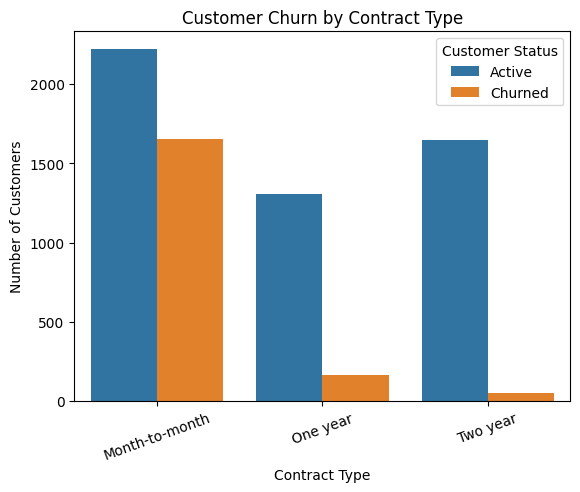 Customer Churn by Contract Type
Customer Status
Active
Churned
Number of Customers
2000
1500
1000
500
0
Month-to-month
One year
Two year
Contract Type